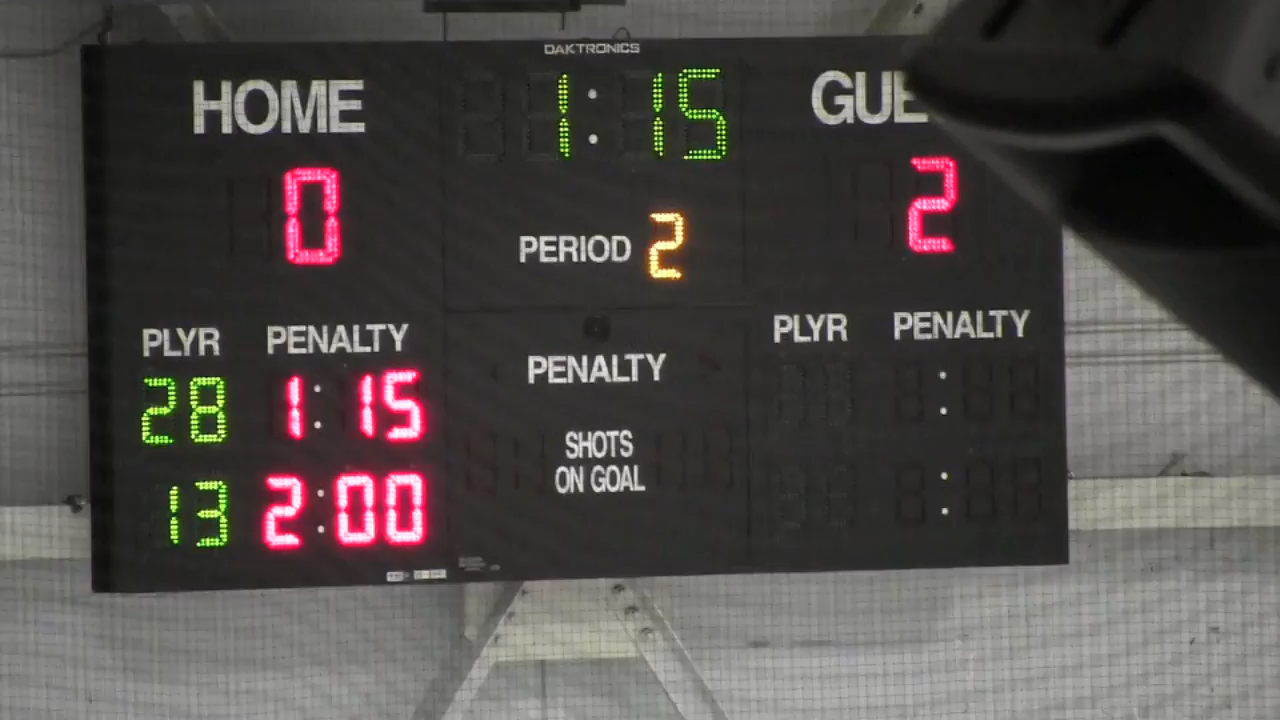 DAKTRONICS
HOME
1:15
GUE
0
PERIOD 2
2
PLYR PENALTY
28 1:15
13 2:00
PENALTY
SHOTS
ON GOAL
PLYR PENALTY